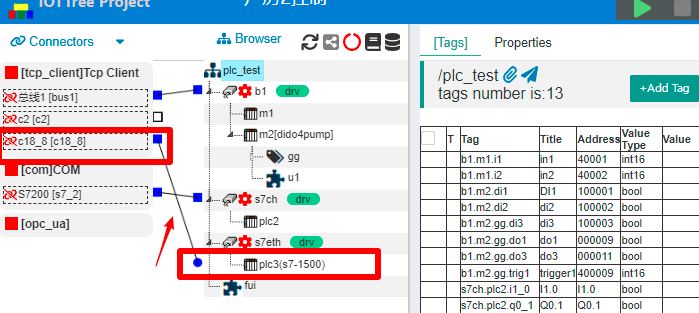 IOTTree Project
Connectors
[tcp_client]Tcp Client
总线1 [bus1]
c2 [c2]
c18_8 [c18_8]
[com]COM
S7200 [s7_2]
[opc_ua]
Browser
plc_test
b1 drv
m1
m2[dido4pump]
gg
u1
s7ch drv
plc2
s7eth drv
plc3(s7-1500)
fui
[Tags] Properties
/plc_test
tags number is:13
+Add Tag
T Tag Title Address Value Type Value
b1.m1.i1 in1 40001 int16
b1.m1.i2 in2 40002 int16
b1.m2.di1 DI1 100001 bool
b1.m2.di2 di2 100002 bool
b1.m2.gg.di3 di3 100003 bool
b1.m2.gg.do1 do1 000009 bool
b1.m2.gg.do3 do3 000011 bool
b1.m2.gg.trig1 trigger1 400009 int16
s7ch.plc2.i1_0 I1.0 I1.0 bool
s7ch.plc2.q0_1 Q0.1 Q0.1 bool